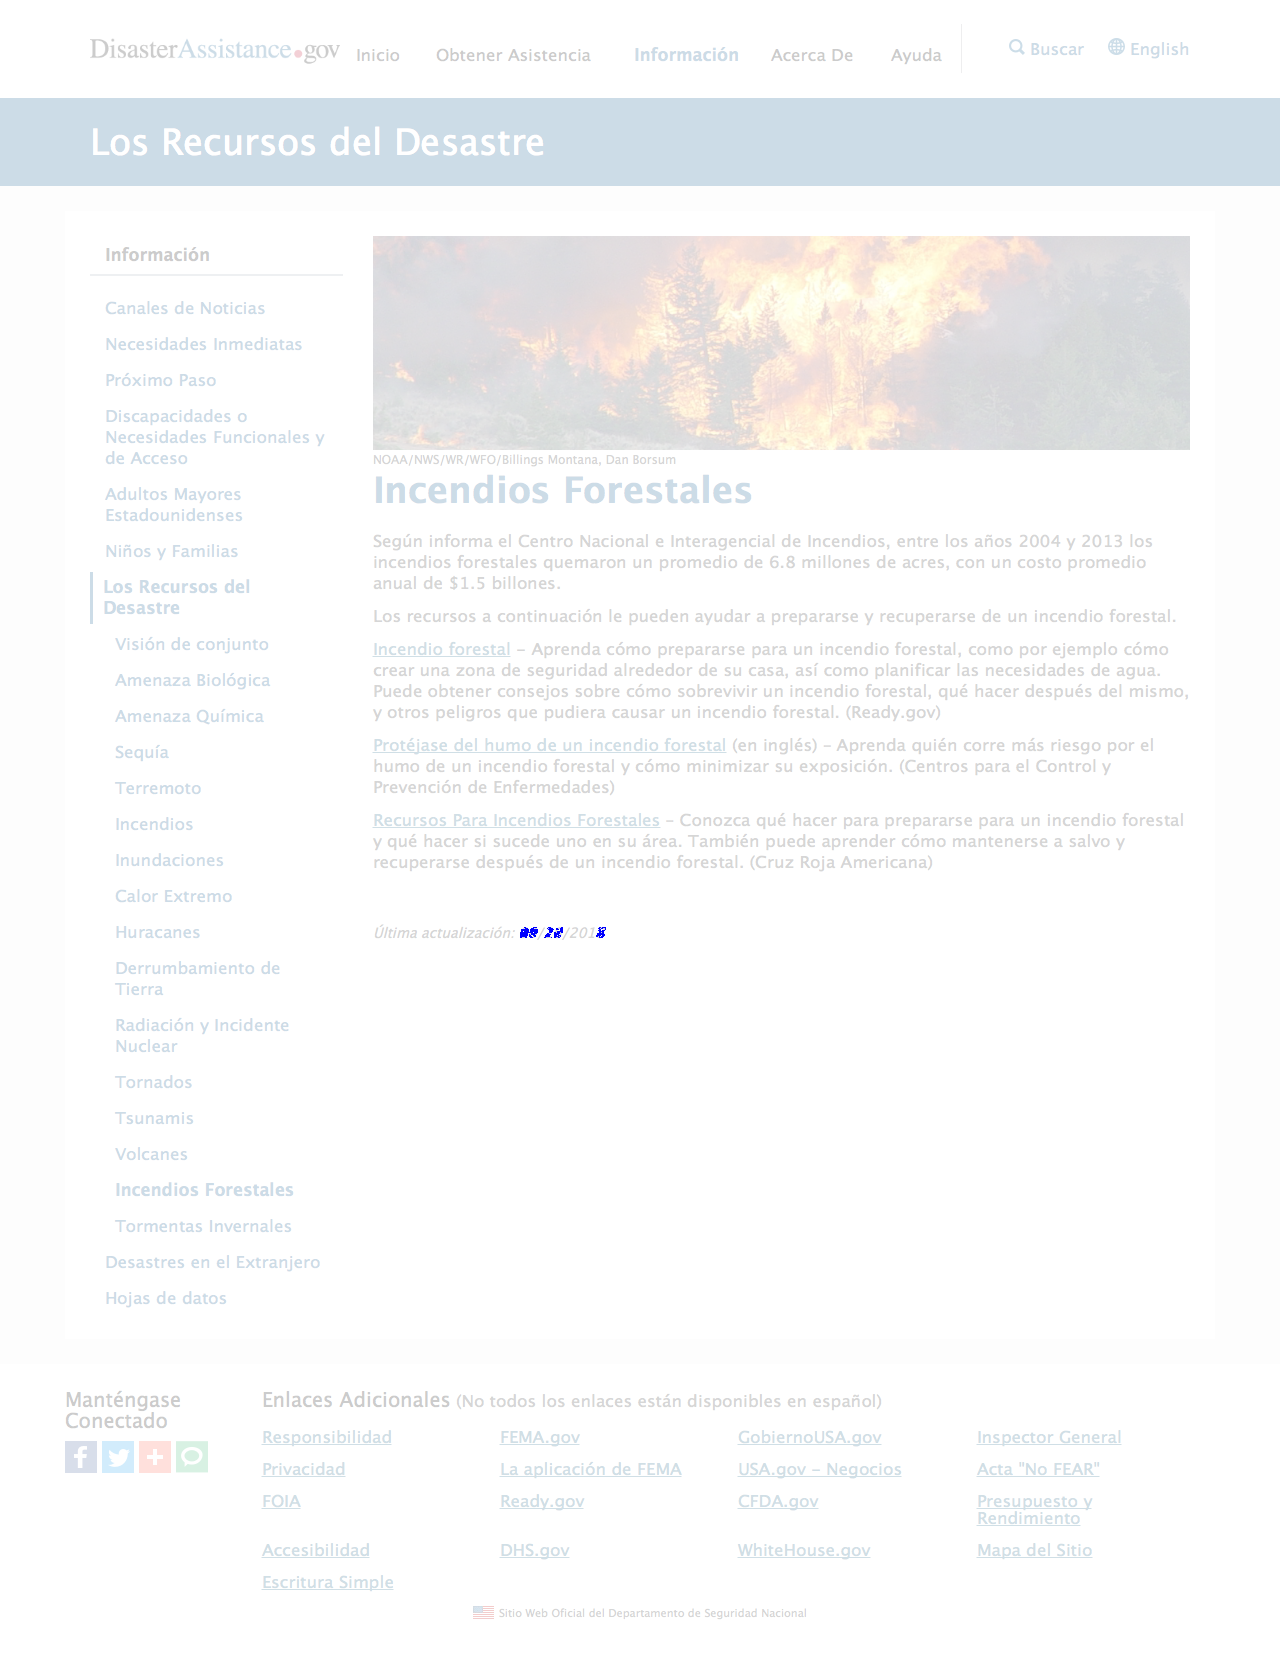 DisasterAssistance.gov Inicio Obtener Asistencia Información Acerca De Ayuda Buscar English
Los Recursos del Desastre
Información
Canales de Noticias
Necesidades Inmediatas
Próximo Paso
Discapacidades o
Necesidades Funcionales y
de Acceso
Adultos Mayores
Estadounidenses
Niños y Familias
Los Recursos del
Desastre
Visión de conjunto
Amenaza Biológica
Amenaza Química
Sequía
Terremoto
Incendios
Inundaciones
Calor Extremo
Huracanes
Derrumbamiento de
Tierra
Radiación y Incidente
Nuclear
Tornados
Tsunamis
Volcanes
Incendios Forestales
Tormentas Invernales
Desastres en el Extranjero
Hojas de datos
NOAA/NWS/WR/WFO/Billings Montana, Dan Borsum
Incendios Forestales
Según informa el Centro Nacional e Interagencial de Incendios, entre los años 2004 y 2013 los
incendios forestales quemaron un promedio de 6.8 millones de acres, con un costo promedio
anual de $1.5 billones.
Los recursos a continuación le pueden ayudar a prepararse y recuperarse de un incendio forestal.
Incendio forestal – Aprenda cómo prepararse para un incendio forestal, como por ejemplo cómo
crear una zona de seguridad alrededor de su casa, así como planificar las necesidades de agua.
Puede obtener consejos sobre cómo sobrevivir un incendio forestal, qué hacer después del mismo,
y otros peligros que pudiera causar un incendio forestal. (Ready.gov)
Protéjase del humo de un incendio forestal (en inglés) – Aprenda quién corre más riesgo por el
humo de un incendio forestal y cómo minimizar su exposición. (Centros para el Control y
Prevención de Enfermedades)
Recursos Para Incendios Forestales – Conozca qué hacer para prepararse para un incendio forestal
y qué hacer si sucede uno en su área. También puede aprender cómo mantenerse a salvo y
recuperarse después de un incendio forestal. (Cruz Roja Americana)
Última actualización:
Manténgase
Conectado
Enlaces Adicionales (No todos los enlaces están disponibles en español)
Responsibilidad FEMA.gov GobiernoUSA.gov Inspector General
Privacidad La aplicación de FEMA USA.gov – Negocios Acta "No FEAR"
FOIA Ready.gov CFDA.gov Presupuesto y
Rendimiento
Accesibilidad DHS.gov WhiteHouse.gov Mapa del Sitio
Escritura Simple
Sitio Web Oficial del Departamento de Seguridad Nacional